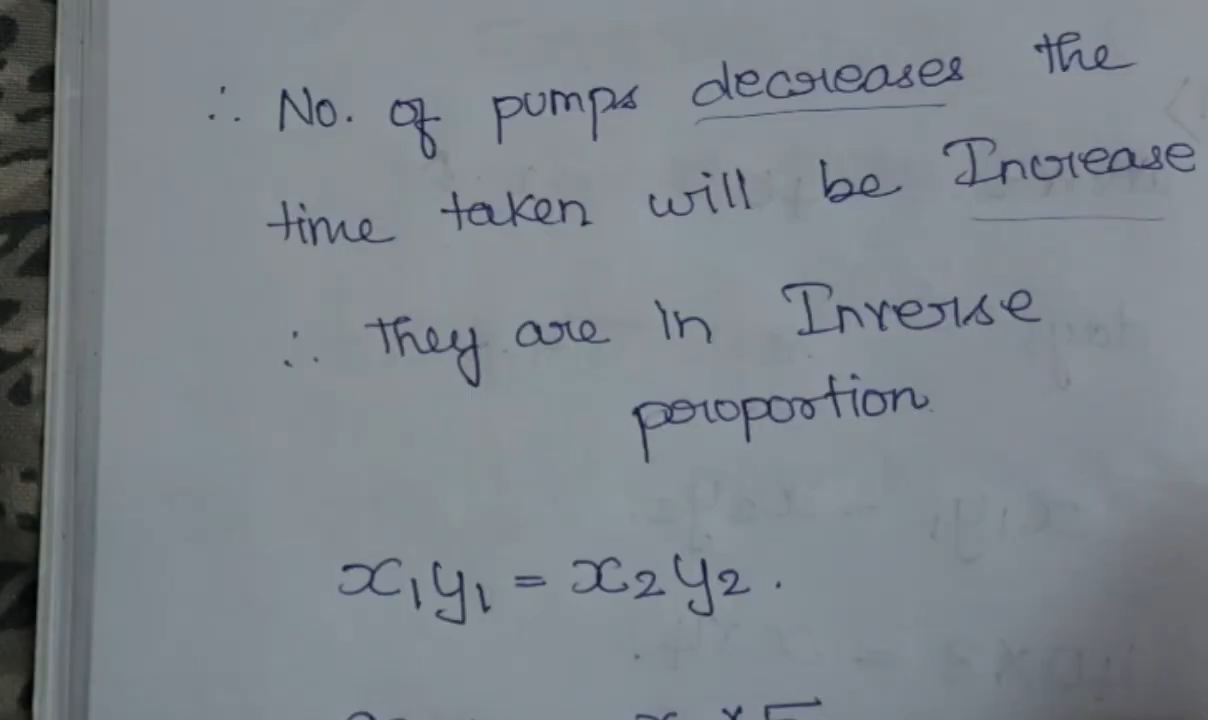 ∴ No. of pumps decreases the
time taken will be Increase
∴ they are in Inverse
proportion.
x₁y₁ = x₂y₂.